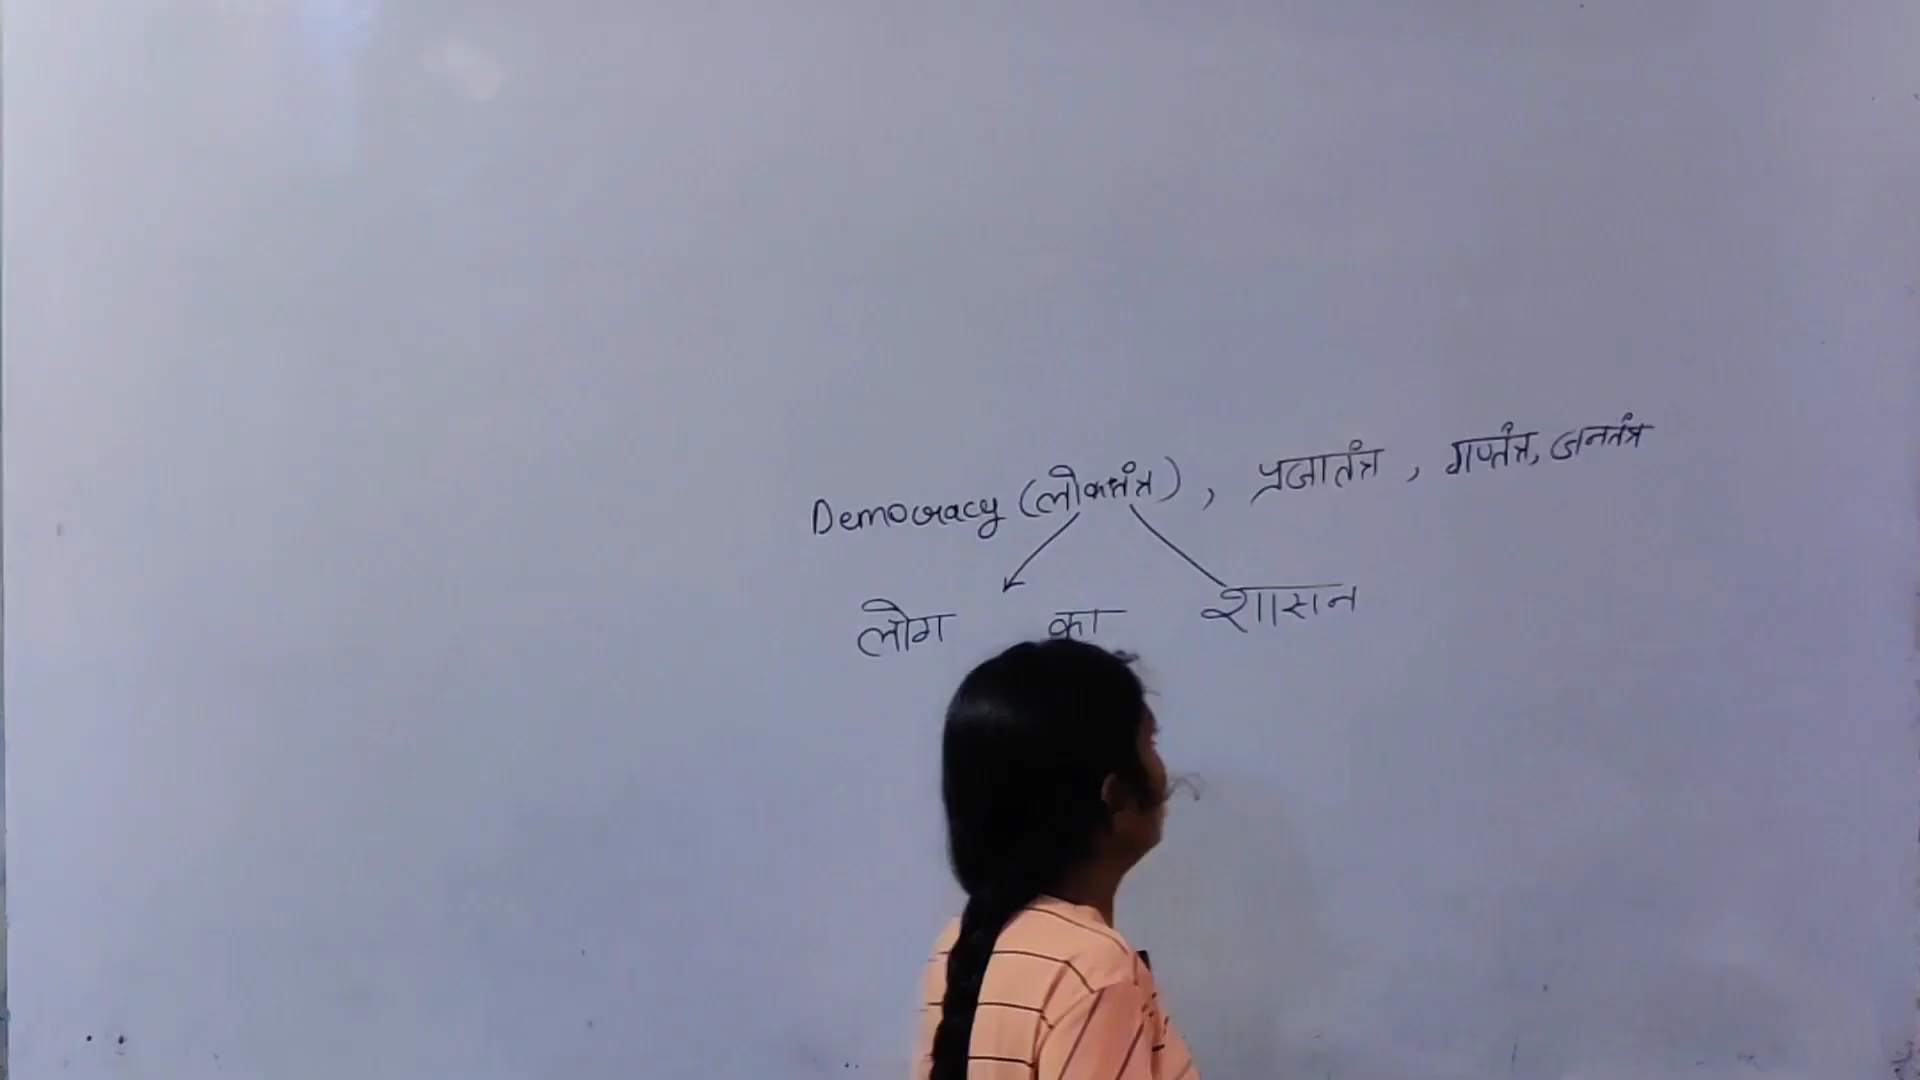 Democracy (लोकतंत्र), प्रजातंत्र, गणतंत्र, जनतंत्र
लोग का शासन